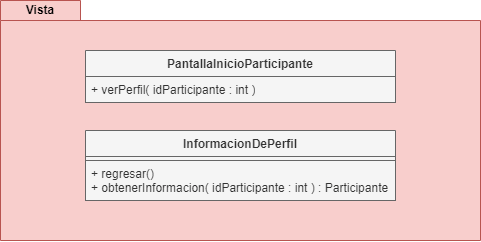 Vista
PantallaInicioParticipante
+ verPerfil( idParticipante : int )
InformacionDePerfil
+ regresar()
+ obtenerInformacion( idParticipante : int ) : Participante